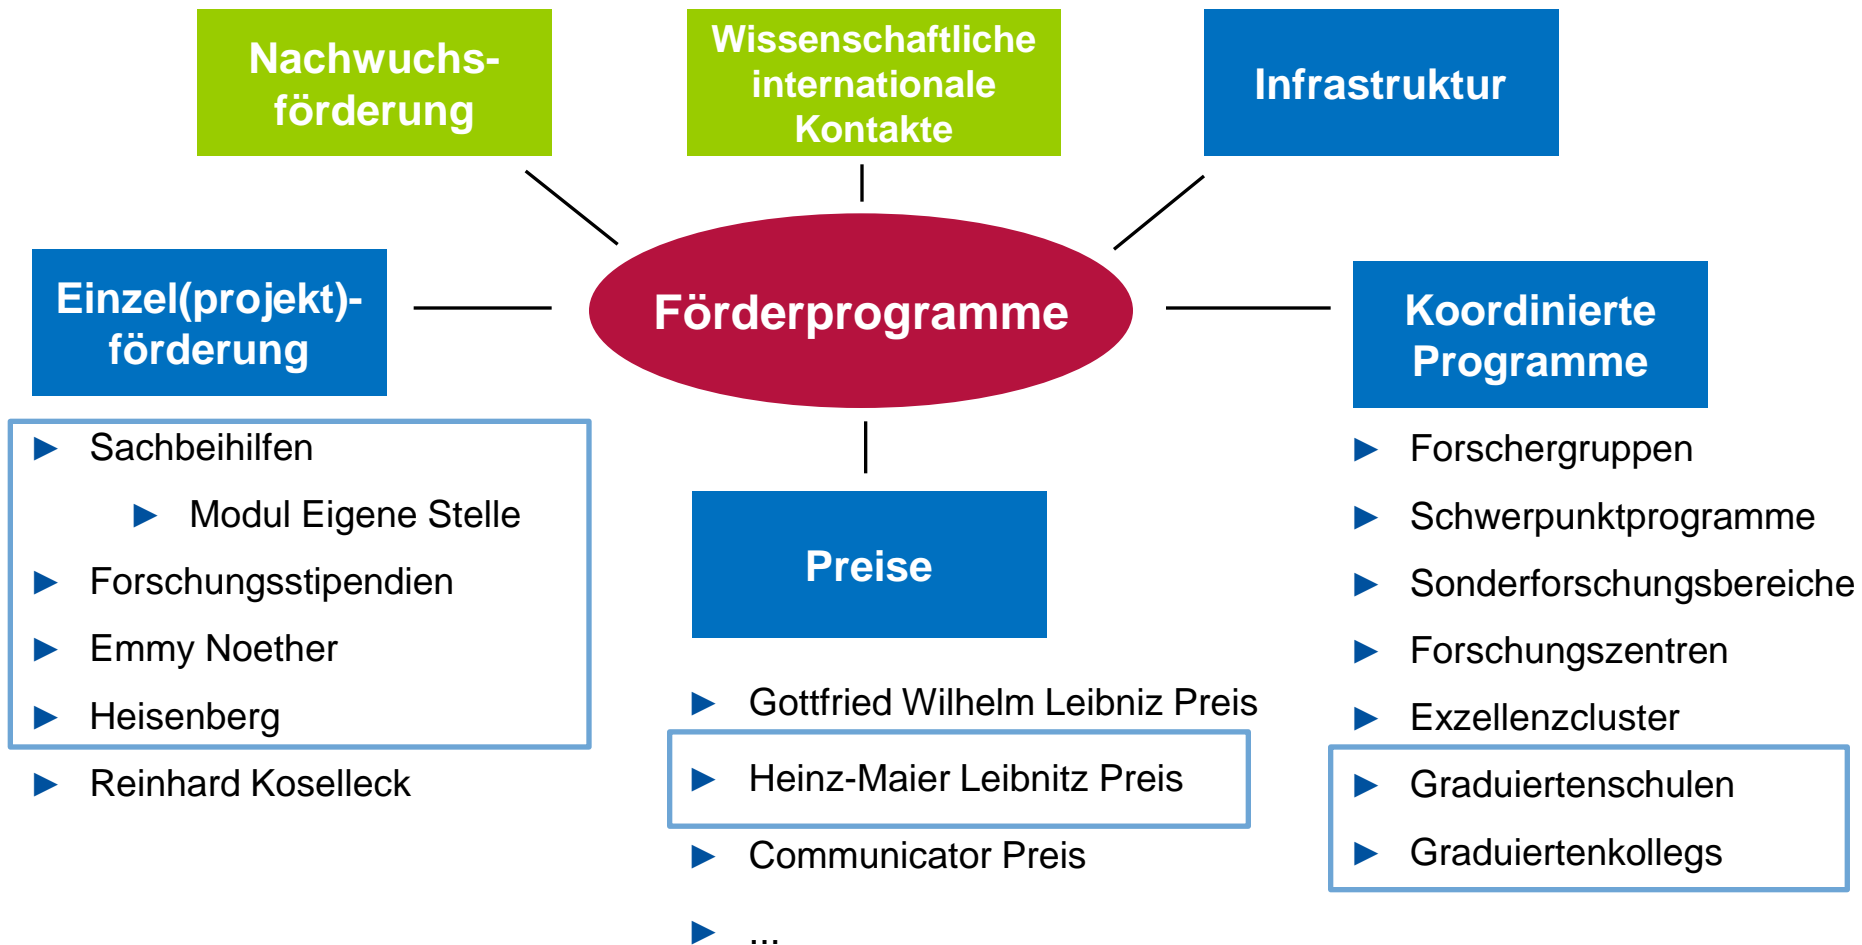 Nachwuchs-
förderung
Wissenschaftliche
internationale
Kontakte
Infrastruktur
Förderprogramme
Einzel(projekt)-
förderung
► Sachbeihilfen
► Modul Eigene Stelle
► Forschungsstipendien
► Emmy Noether
► Heisenberg
► Reinhard Koselleck
Preise
► Gottfried Wilhelm Leibniz Preis
► Heinz-Maier Leibnitz Preis
► Communicator Preis
► ...
Koordinierte
Programme
► Forschergruppen
► Schwerpunktprogramme
► Sonderforschungsbereiche
► Forschungszentren
► Exzellenzcluster
► Graduiertenschulen
► Graduiertenkollegs